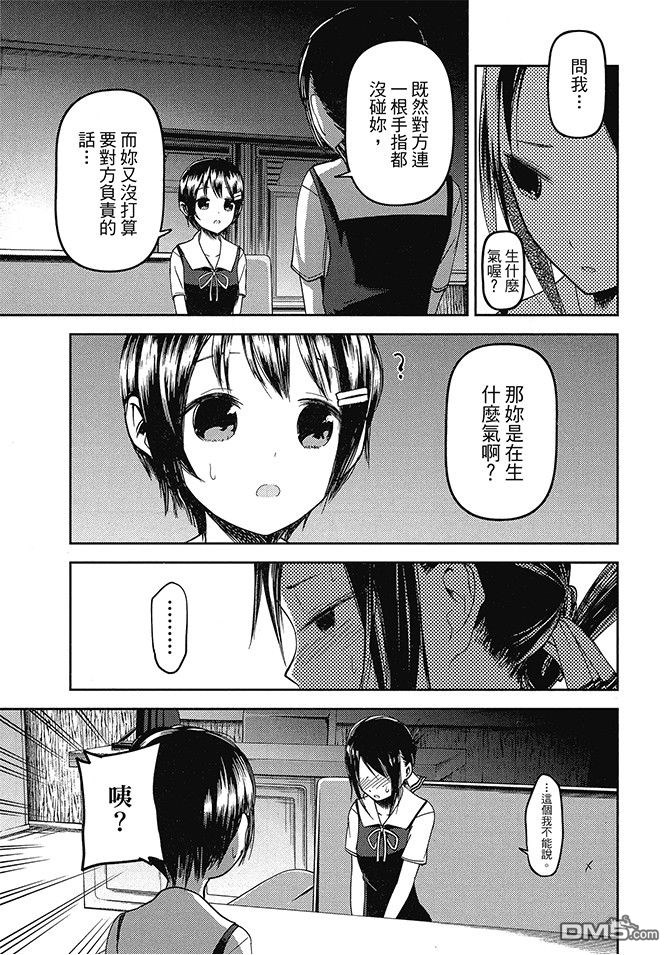 問我…
生什麼
氣喔？
既然對方連
一根手指都
沒碰妳，
而妳又沒打算
要對方負責的
話…
那妳是在生
什麼氣啊？
？
………
…這個我不能說。
咦？
DM5.com